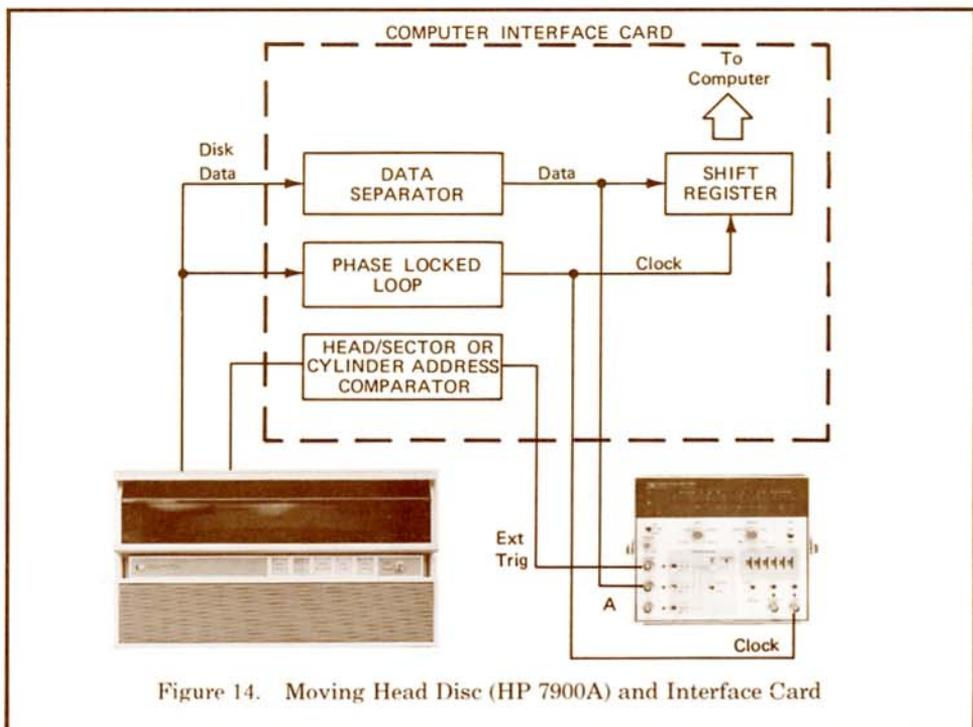 COMPUTER INTERFACE CARD
To
Computer
Disk
Data
DATA
SEPARATOR
Data
SHIFT
REGISTER
PHASE LOCKED
LOOP
Clock
HEAD/SECTOR OR
CYLINDER ADDRESS
COMPARATOR
Ext
Trig
A
Clock
Figure 14. Moving Head Disc (HP 7900A) and Interface Card